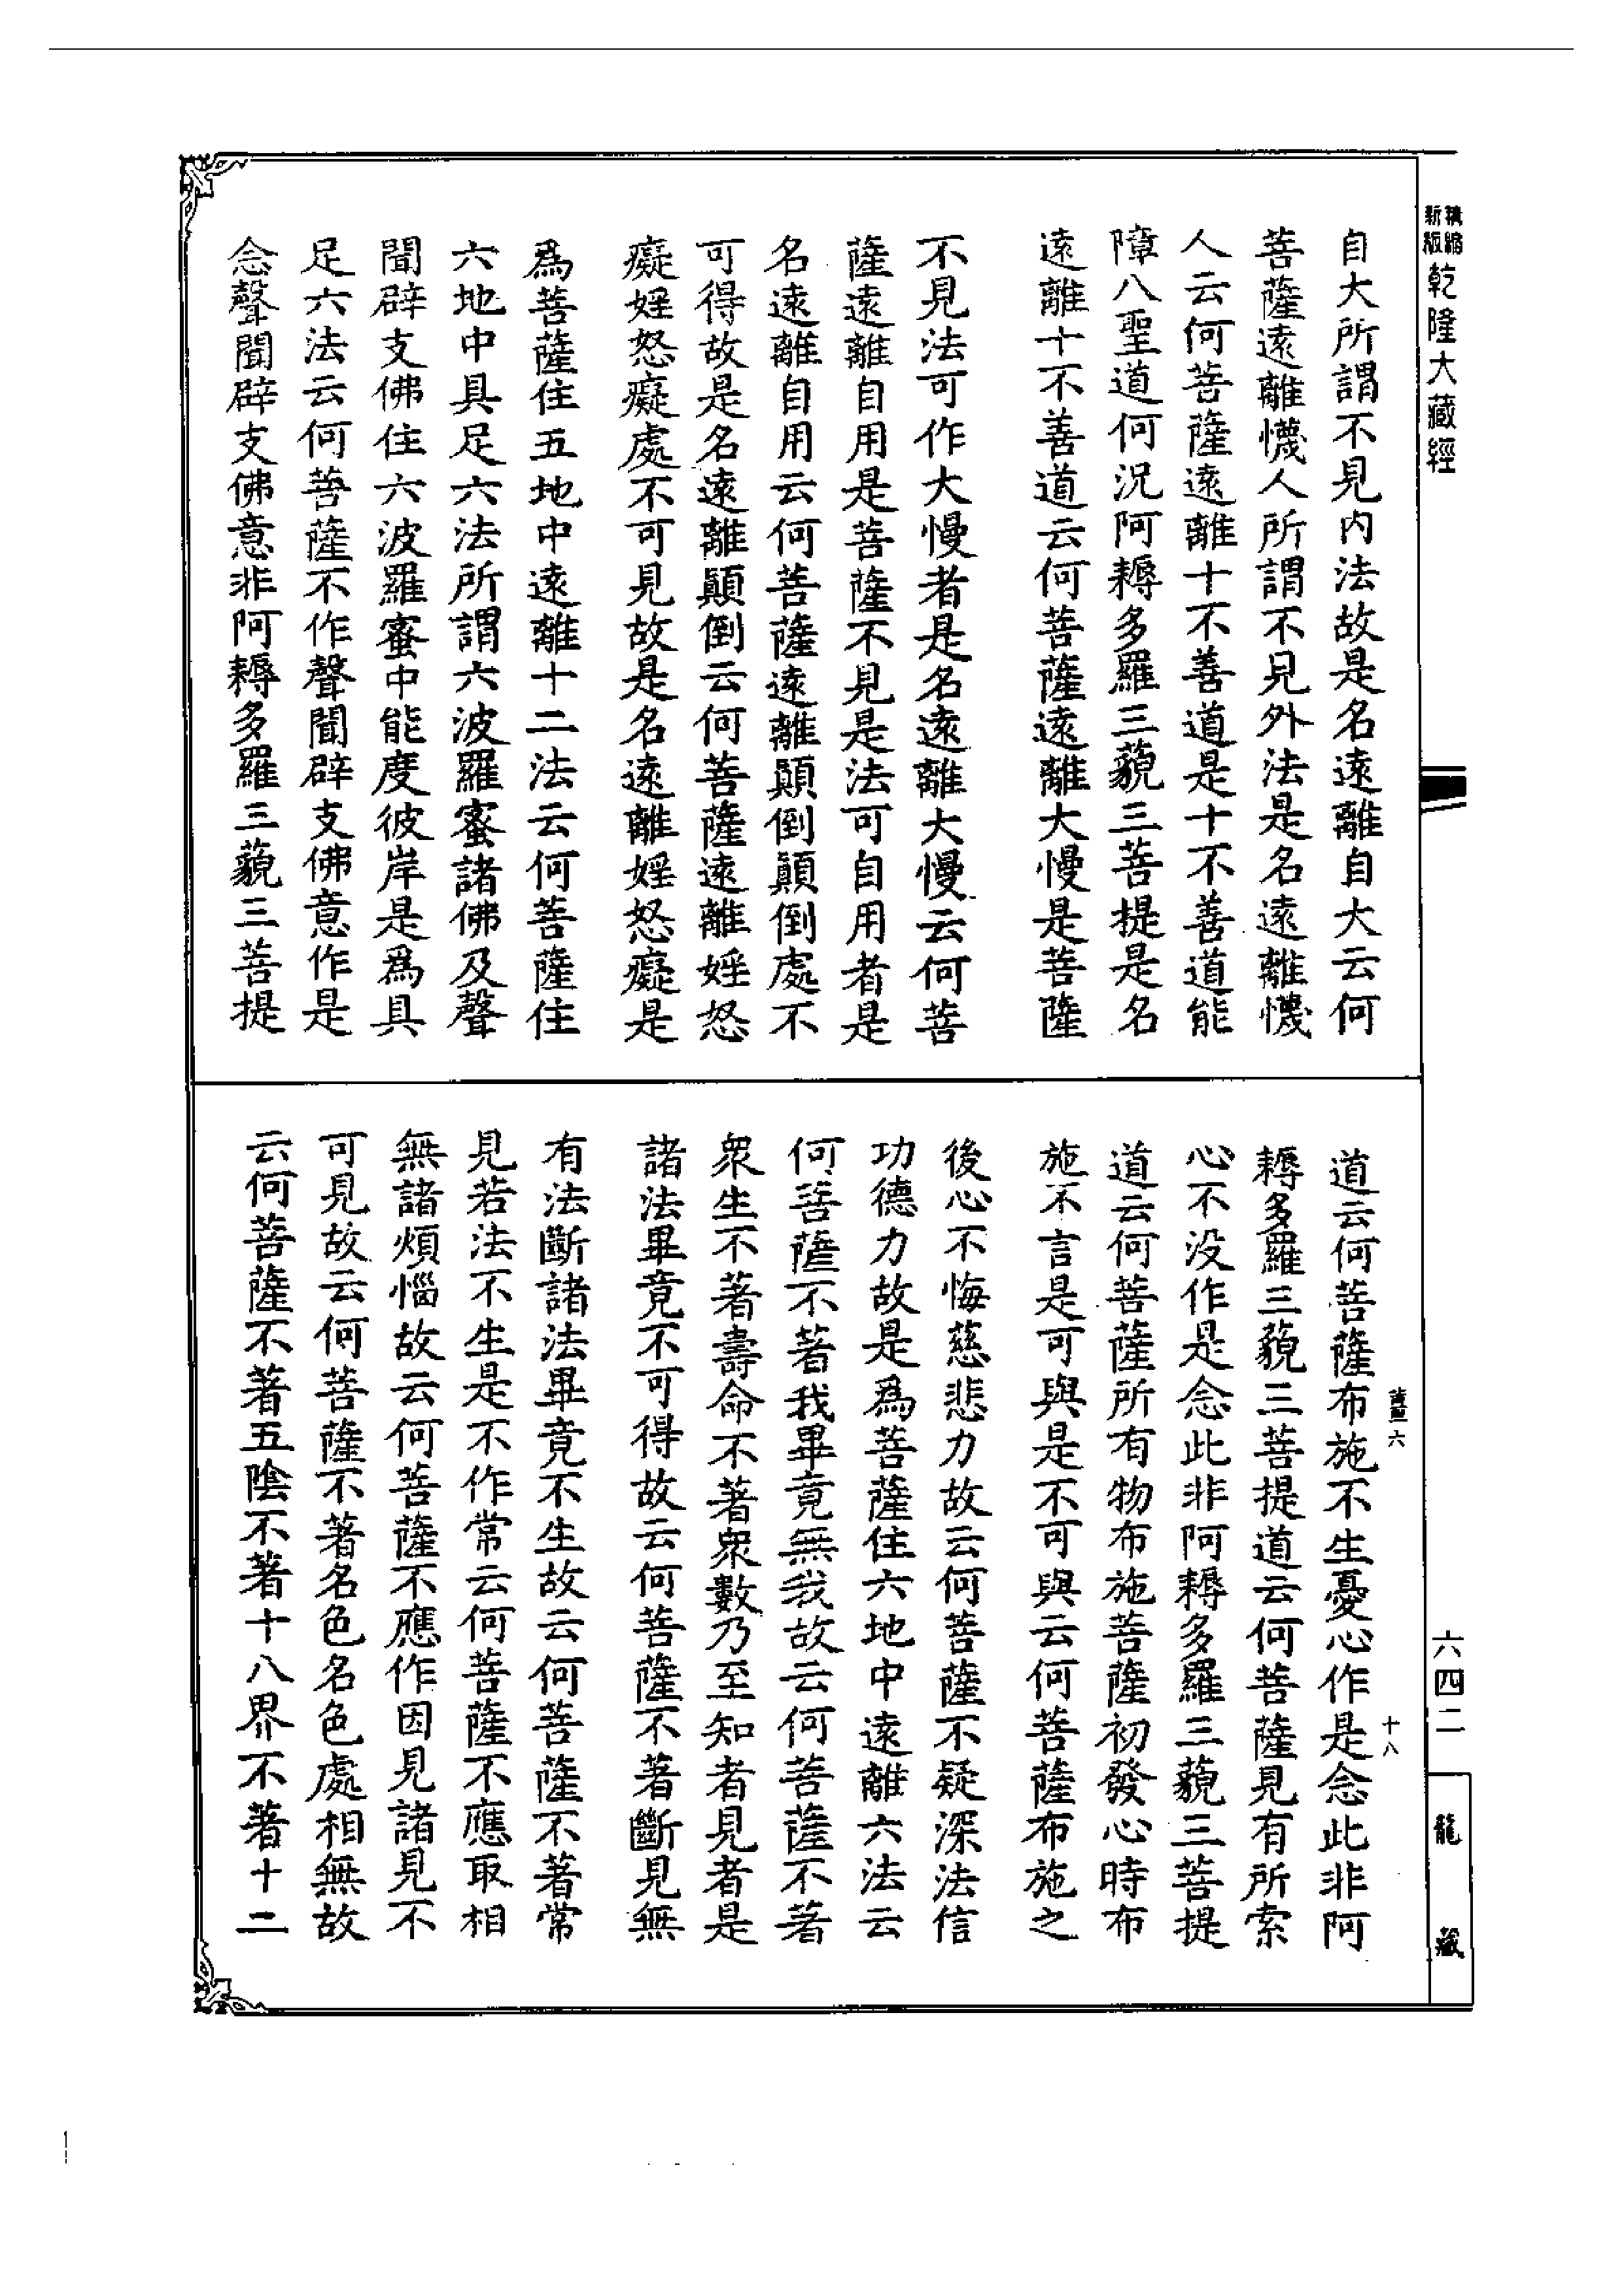 精縮
新版
乾隆大藏經
自大所謂不見内法故是名遠離自大云何
菩薩遠離懱人所謂不見外法是名遠離懱
人云何菩薩遠離十不善道是十不善道能
障八聖道何況阿耨多羅三藐三菩提是名
遠離十不善道云何菩薩遠離大慢是菩薩
不見法可作大慢者是名遠離大慢云何菩
薩遠離自用是菩薩不見是法可自用者是
名遠離自用云何菩薩遠離顛倒顛倒處不
可得故是名遠離顛倒云何菩薩遠離婬怒
癡婬怒癡處不可見故是名遠離婬怒癡是
爲菩薩住五地中遠離十二法云何菩薩住
六地中具足六法所謂六波羅蜜諸佛及聲
聞辟支佛住六波羅蜜中能度彼岸是爲具
足六法云何菩薩不作聲聞辟支佛意作是
念聲聞辟支佛意非阿耨多羅三藐三菩提
道云何菩薩布施不生憂心作是念此非阿
耨多羅三藐三菩提道云何菩薩見有所索
心不没作是念此非阿耨多羅三藐三菩提
道云何菩薩所有物布施菩薩初發心時布
施不言是可與是不可與云何菩薩布施之
後心不悔慈悲力故云何菩薩不疑深法信
功德力故是爲菩薩住六地中遠離六法云
何菩薩不著我畢竟無我故云何菩薩不著
衆生不著壽命不著衆數乃至知者見者是
諸法畢竟不可得故云何菩薩不著斷見無
有法斷諸法畢竟不生故云何菩薩不著常
見若法不生是不作常云何菩薩不應取相
無諸煩惱故云何菩薩不應作因見諸見不
可見故云何菩薩不著名色名色處相無故
云何菩薩不著五陰不著十八界不著十二
六
十八
六四二
龍藏